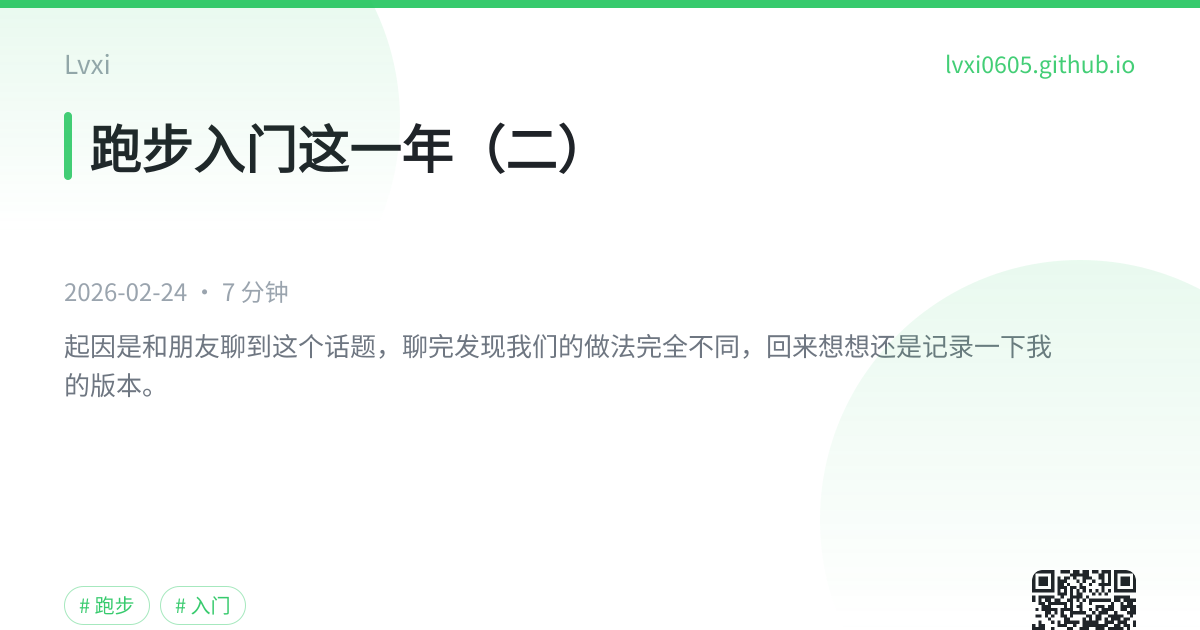 Lvxi
lvxi0605.github.io
跑步入门这一年（二）
2026-02-24 · 7 分钟
起因是和朋友聊到这个话题，聊完发现我们的做法完全不同，回来想想还是记录一下我
的版本。
# 跑步
# 入门